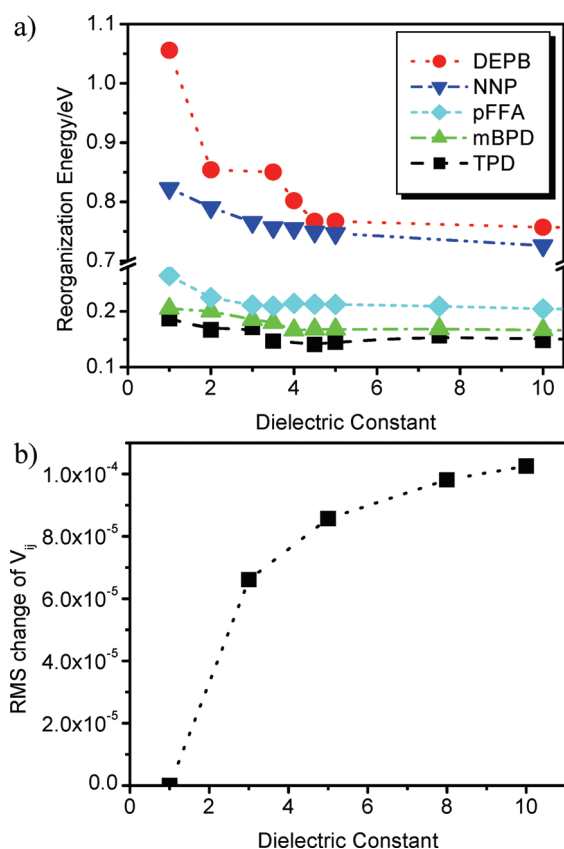 a)
1.1
1.0
0.9
0.8
0.7
0.2
0.1
Reorganization Energy/eV
DEPB
NNP
pFFA
mBPD
TPD
0 2 4 6 8 10
Dielectric Constant
b)
1.0x10⁻⁴
8.0x10⁻⁵
6.0x10⁻⁵
4.0x10⁻⁵
2.0x10⁻⁵
0.0
RMS change of Vᵢⱼ
0 2 4 6 8 10
Dielectric Constant